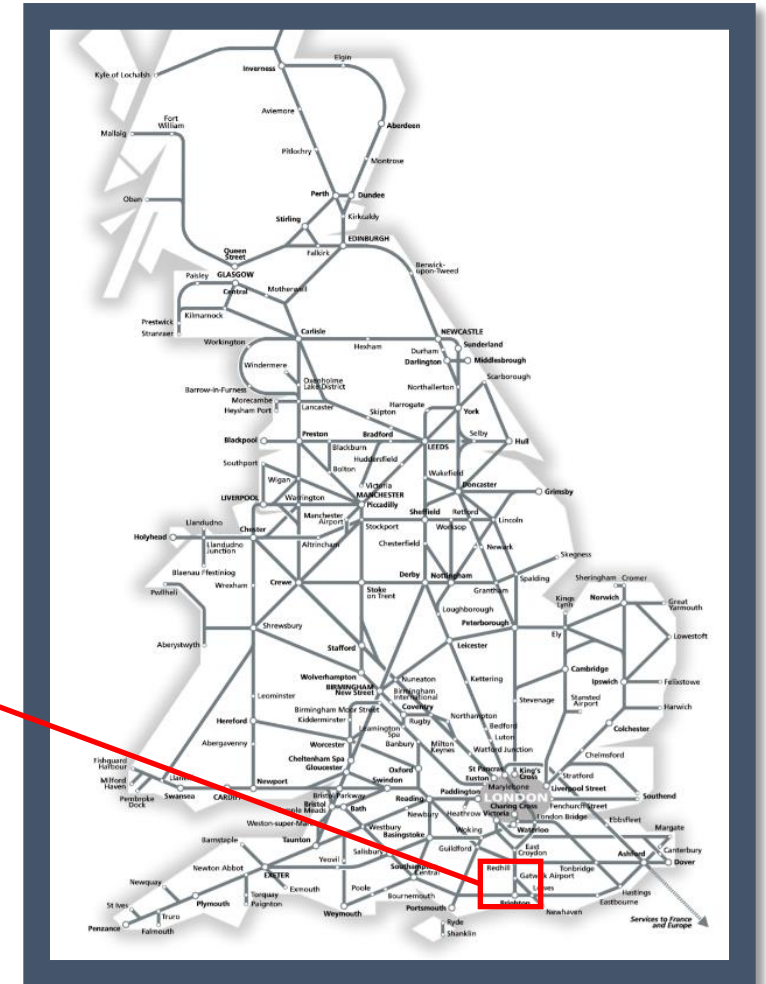 Elgin
Inverness
Kyle of Lochalsh
Aviemore
Fort
William
Mallaig
Aberdeen
Pitlochry
Montrose
Perth
Dundee
Oban
Stirling
Kirkcaldy
EDINBURGH
Queen
Street
Falkirk
Berwick-
upon-Tweed
Paisley
GLASGOW
Central
Motherwell
Prestwick
Kilmarnock
Stranraer
Carlisle
NEWCASTLE
Workington
Hexham
Durham
Sunderland
Darlington
Middlesbrough
Windermere
Scarborough
Oxenholme
Lake District
Barrow-in-Furness
Northallerton
Morecambe
Heysham Port
Lancaster
Harrogate
Skipton
York
Blackpool
Preston
Bradford
Selby
Hull
Blackburn
LEEDS
Huddersfield
Southport
Bolton
Wakefield
Wigan
Victoria
Doncaster
MANCHESTER
Piccadilly
LIVERPOOL
Warrington
Grimsby
Manchester
Airport
Sheffield
Retford
Llandudno
Chester
Stockport
Worksop
Lincoln
Holyhead
Llandudno
Junction
Altrincham
Chesterfield
Newark
Skegness
Blaenau Ffestiniog
Pwllheli
Wrexham
Crewe
Stoke
on Trent
Derby
Nottingham
Grantham
Spalding
Sheringham
Cromer
Kings
Lynn
Norwich
Great
Yarmouth
Loughborough
Aberystwyth
Shrewsbury
Peterborough
Ely
Lowestoft
Stafford
Leicester
Wolverhampton
Cambridge
BIRMINGHAM
New Street
Nuneaton
Kettering
Ipswich
Felixstowe
Birmingham
International
Leominster
Birmingham Moor Street
Coventry
Stevenage
Stansted
Airport
Harwich
Hereford
Kidderminster
Rugby
Northampton
Leamington
Spa
Bedford
Colchester
Abergavenny
Worcester
Banbury
Milton
Keynes
Luton
Watford Junction
Chelmsford
Cheltenham Spa
Gloucester
Oxford
St Pancras
Euston
King's
Cross
Stratford
Fishguard
Harbour
Milford
Haven
Pembroke
Dock
Swansea
CARDIFF
Newport
Swindon
Paddington
Marylebone
Liverpool Street
Bristol Parkway
Reading
LONDON
Fenchurch Street
Southend
Bristol
Temple Meads
Bath
Newbury
Heathrow
Victoria
Charing Cross
London Bridge
Ebbsfleet
Weston-super-Mare
Westbury
Basingstoke
Woking
Waterloo
Margate
Barnstaple
Taunton
Salisbury
Guildford
East
Croydon
Canterbury
Yeovil
Redhill
Tonbridge
Ashford
Dover
Newton Abbot
EXETER
Southampton
Central
Gatwick Airport
Newquay
Exmouth
Poole
Lewes
Hastings
Torquay
Paignton
Bournemouth
Eastbourne
St Ives
Truro
Plymouth
Weymouth
Portsmouth
Brighton
Newhaven
Penzance
Falmouth
Ryde
Shanklin
Services to France
and Europe